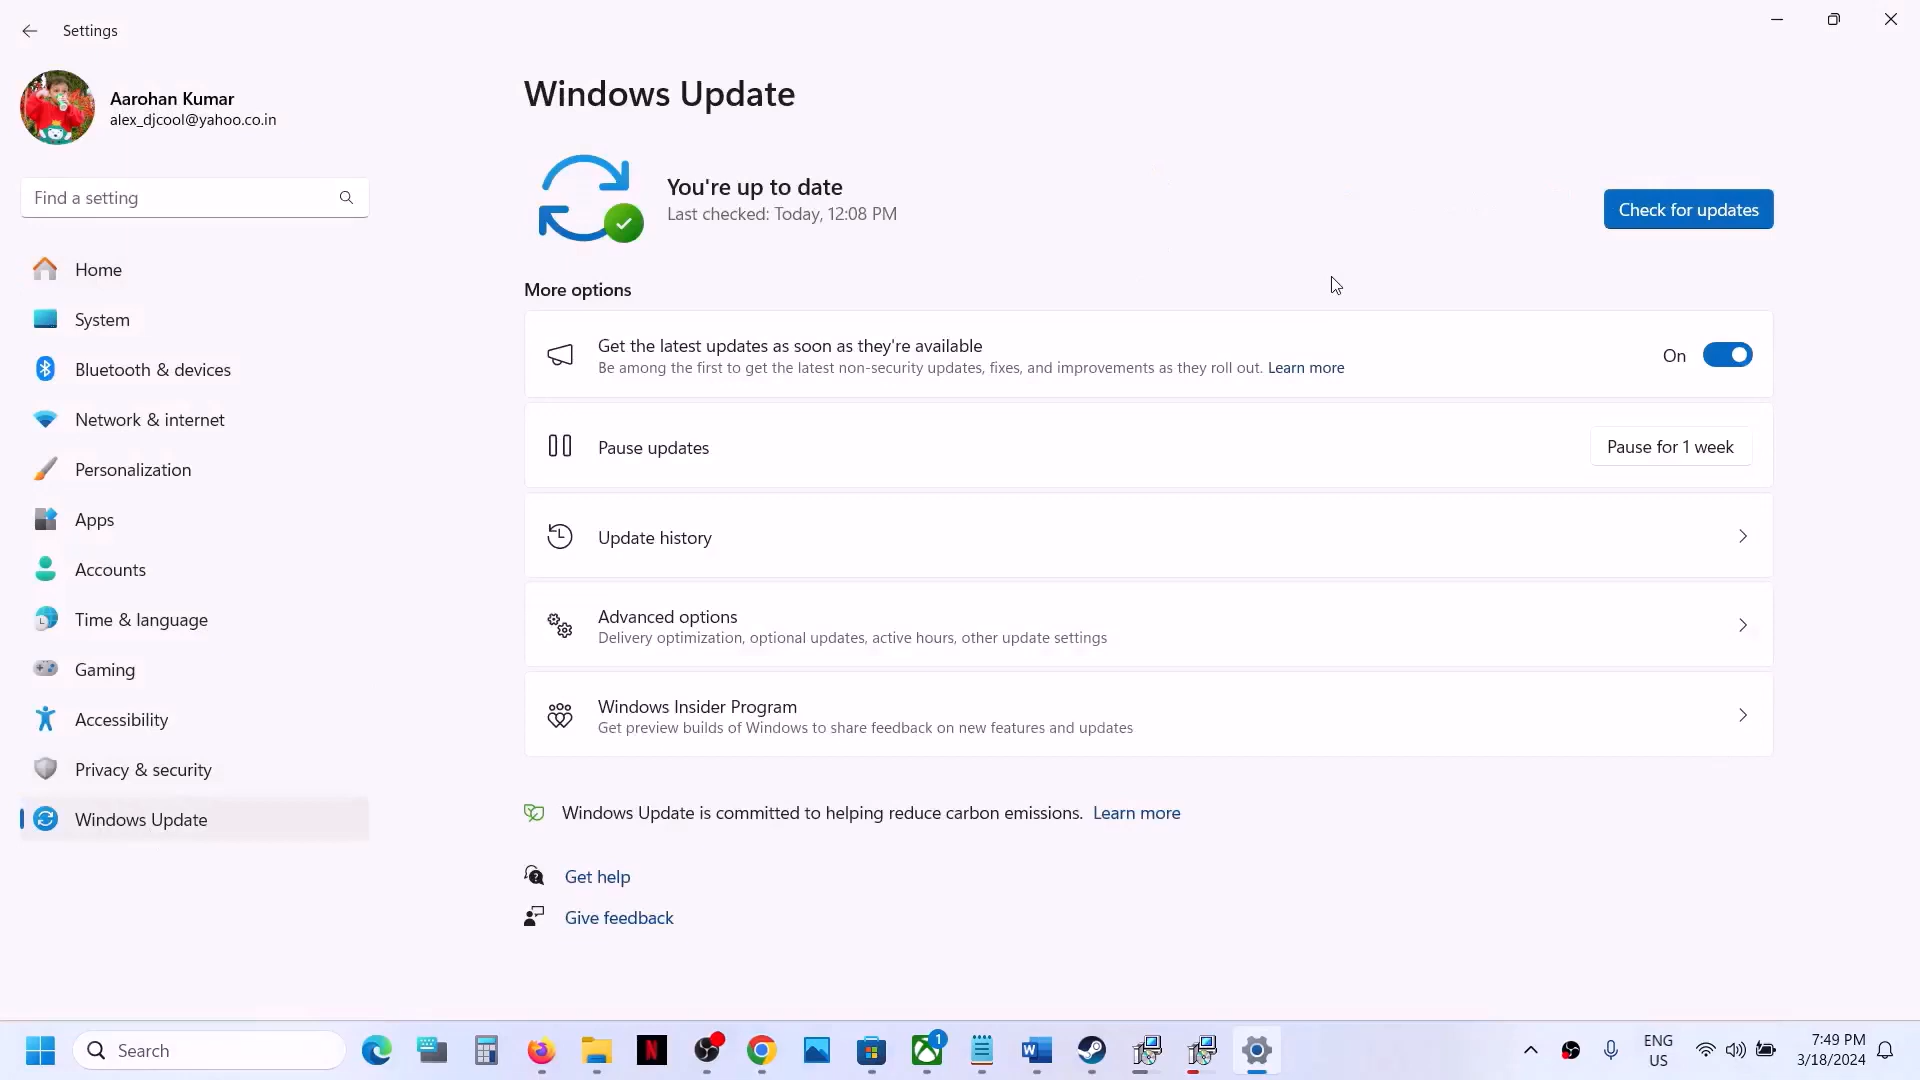 Settings
Aarohan Kumar
alex_djcool@yahoo.co.in
Find a setting
Home
System
Bluetooth & devices
Network & internet
Personalization
Apps
Accounts
Time & language
Gaming
Accessibility
Privacy & security
Windows Update
Windows Update
You're up to date
Last checked: Today, 12:08 PM
Check for updates
More options
Get the latest updates as soon as they're available
Be among the first to get the latest non-security updates, fixes, and improvements as they roll out. Learn more
On
Pause updates
Pause for 1 week
Update history
Advanced options
Delivery optimization, optional updates, active hours, other update settings
Windows Insider Program
Get preview builds of Windows to share feedback on new features and updates
Windows Update is committed to helping reduce carbon emissions. Learn more
Get help
Give feedback
Search
N
1
W
ENG
US
7:49 PM
3/18/2024